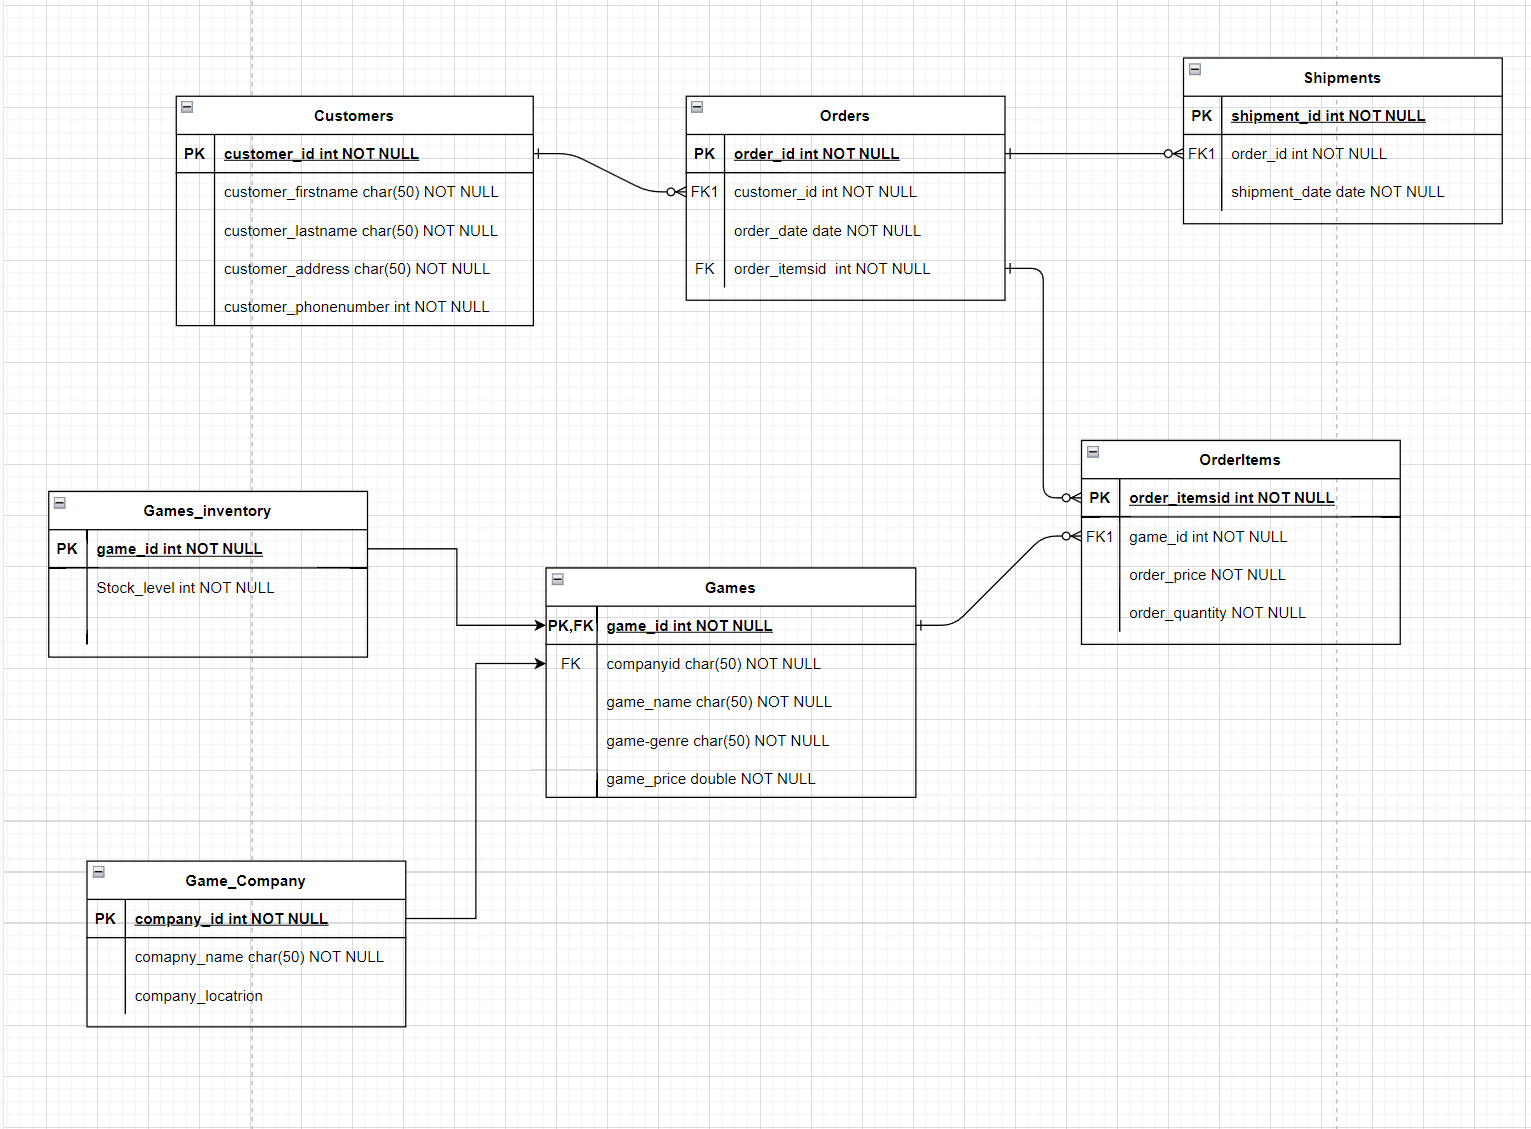 Customers
PK customer_id int NOT NULL
customer_firstname char(50) NOT NULL
customer_lastname char(50) NOT NULL
customer_address char(50) NOT NULL
customer_phonenumber int NOT NULL
Orders
PK order_id int NOT NULL
FK1 customer_id int NOT NULL
order_date date NOT NULL
FK order_itemsid int NOT NULL
Shipments
PK shipment_id int NOT NULL
FK1 order_id int NOT NULL
shipment_date date NOT NULL
OrderItems
PK order_itemsid int NOT NULL
FK1 game_id int NOT NULL
order_price NOT NULL
order_quantity NOT NULL
Games_inventory
PK game_id int NOT NULL
Stock_level int NOT NULL
Games
PK,FK game_id int NOT NULL
FK companyid char(50) NOT NULL
game_name char(50) NOT NULL
game-genre char(50) NOT NULL
game_price double NOT NULL
Game_Company
PK company_id int NOT NULL
comapny_name char(50) NOT NULL
company_locatrion